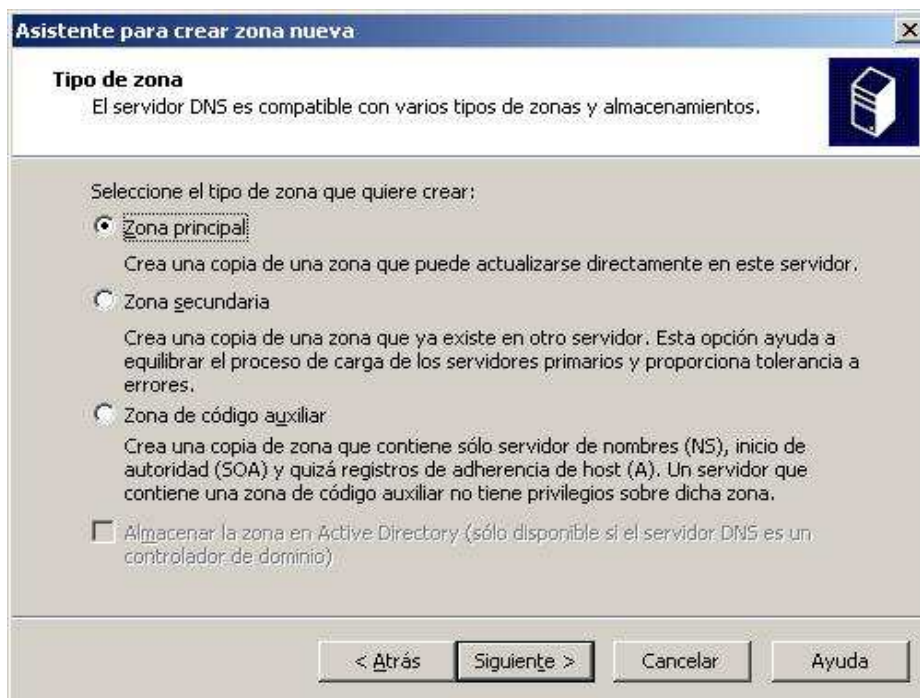 Asistente para crear zona nueva
Tipo de zona
El servidor DNS es compatible con varios tipos de zonas y almacenamientos.
Seleccione el tipo de zona que quiere crear:
Zona principal
Crea una copia de una zona que puede actualizarse directamente en este servidor.
Zona secundaria
Crea una copia de una zona que ya existe en otro servidor. Esta opción ayuda a
equilibrar el proceso de carga de los servidores primarios y proporciona tolerancia a
errores.
Zona de código auxiliar
Crea una copia de zona que contiene sólo servidor de nombres (NS), inicio de
autoridad (SOA) y quizá registros de adherencia de host (A). Un servidor que
contiene una zona de código auxiliar no tiene privilegios sobre dicha zona.
Almacenar la zona en Active Directory (sólo disponible si el servidor DNS es un
controlador de dominio)
< Atrás Siguiente > Cancelar Ayuda